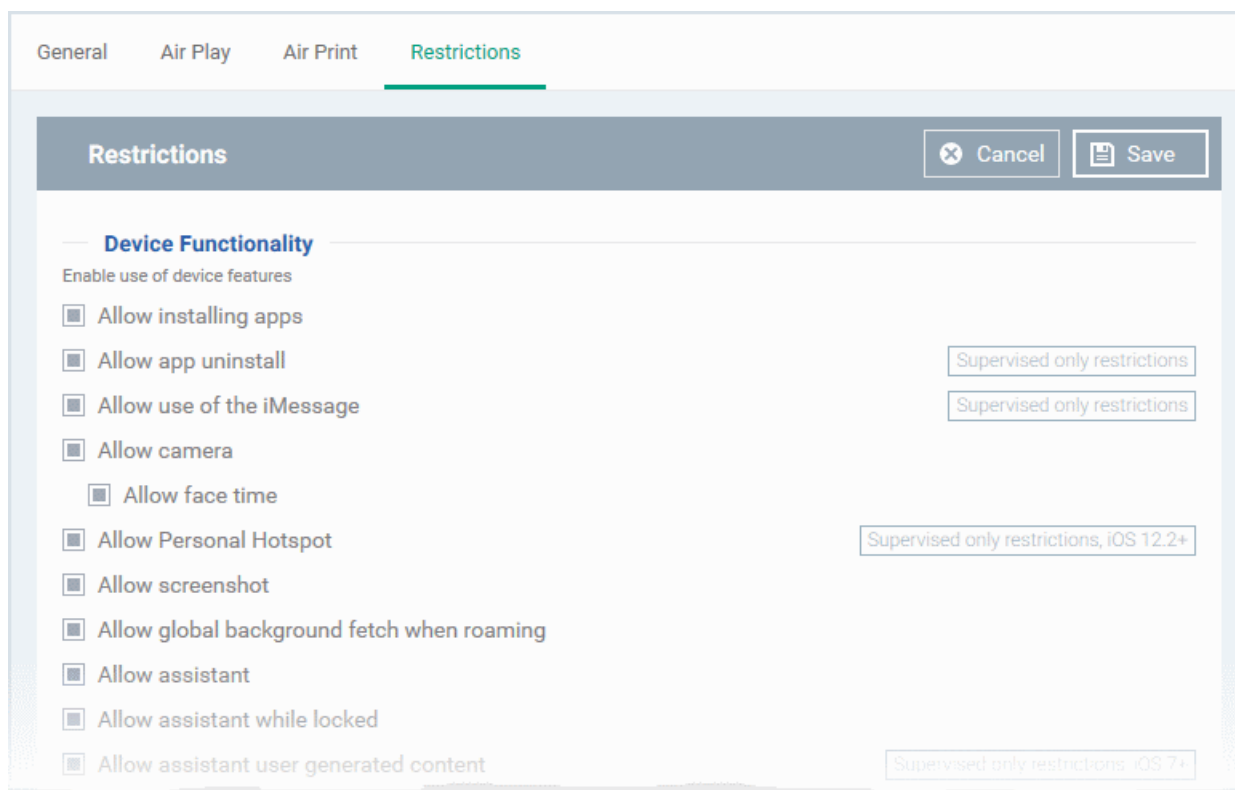 General Air Play Air Print Restrictions
Restrictions Cancel Save
Device Functionality
Enable use of device features
Allow installing apps
Allow app uninstall Supervised only restrictions
Allow use of the iMessage Supervised only restrictions
Allow camera
Allow face time
Allow Personal Hotspot Supervised only restrictions, iOS 12.2+
Allow screenshot
Allow global background fetch when roaming
Allow assistant
Allow assistant while locked
Allow assistant user generated content Supervised only restrictions, iOS 7+